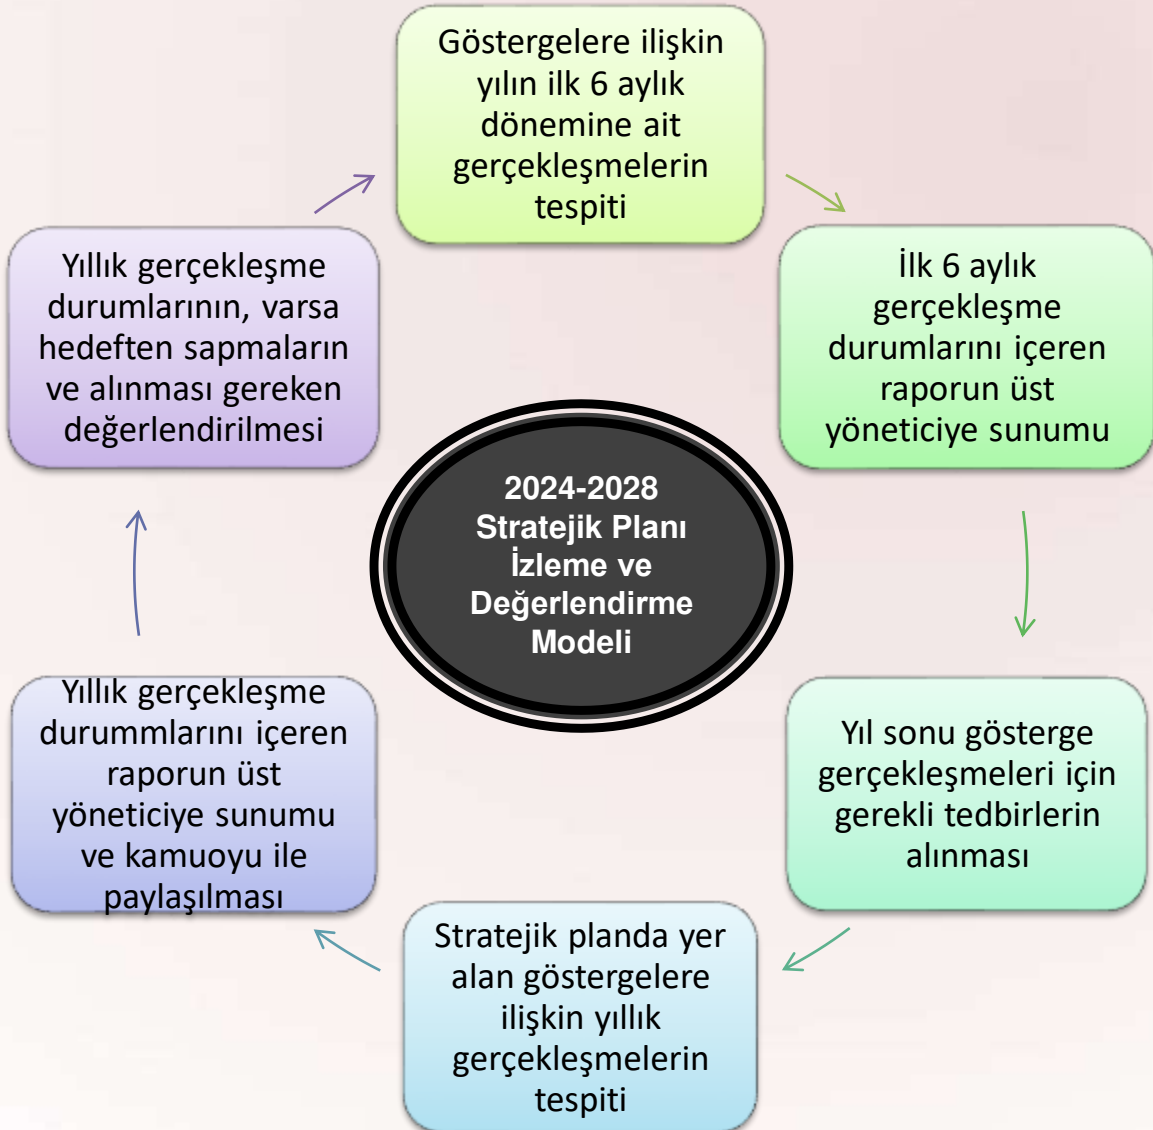 Göstergelere ilişkin
yılın ilk 6 aylık
dönemine ait
gerçekleşmelerin
tespiti
İlk 6 aylık
gerçekleşme
durumlarını içeren
raporun üst
yöneticiye sunumu
Yıl sonu gösterge
gerçekleşmeleri için
gerekli tedbirlerin
alınması
Stratejik planda yer
alan göstergelere
ilişkin yıllık
gerçekleşmelerin
tespiti
Yıllık gerçekleşme
durummlarını içeren
raporun üst
yöneticiye sunumu
ve kamuoyu ile
paylaşılması
Yıllık gerçekleşme
durumlarının, varsa
hedeften sapmaların
ve alınması gereken
değerlendirilmesi
2024-2028
Stratejik Planı
İzleme ve
Değerlendirme
Modeli